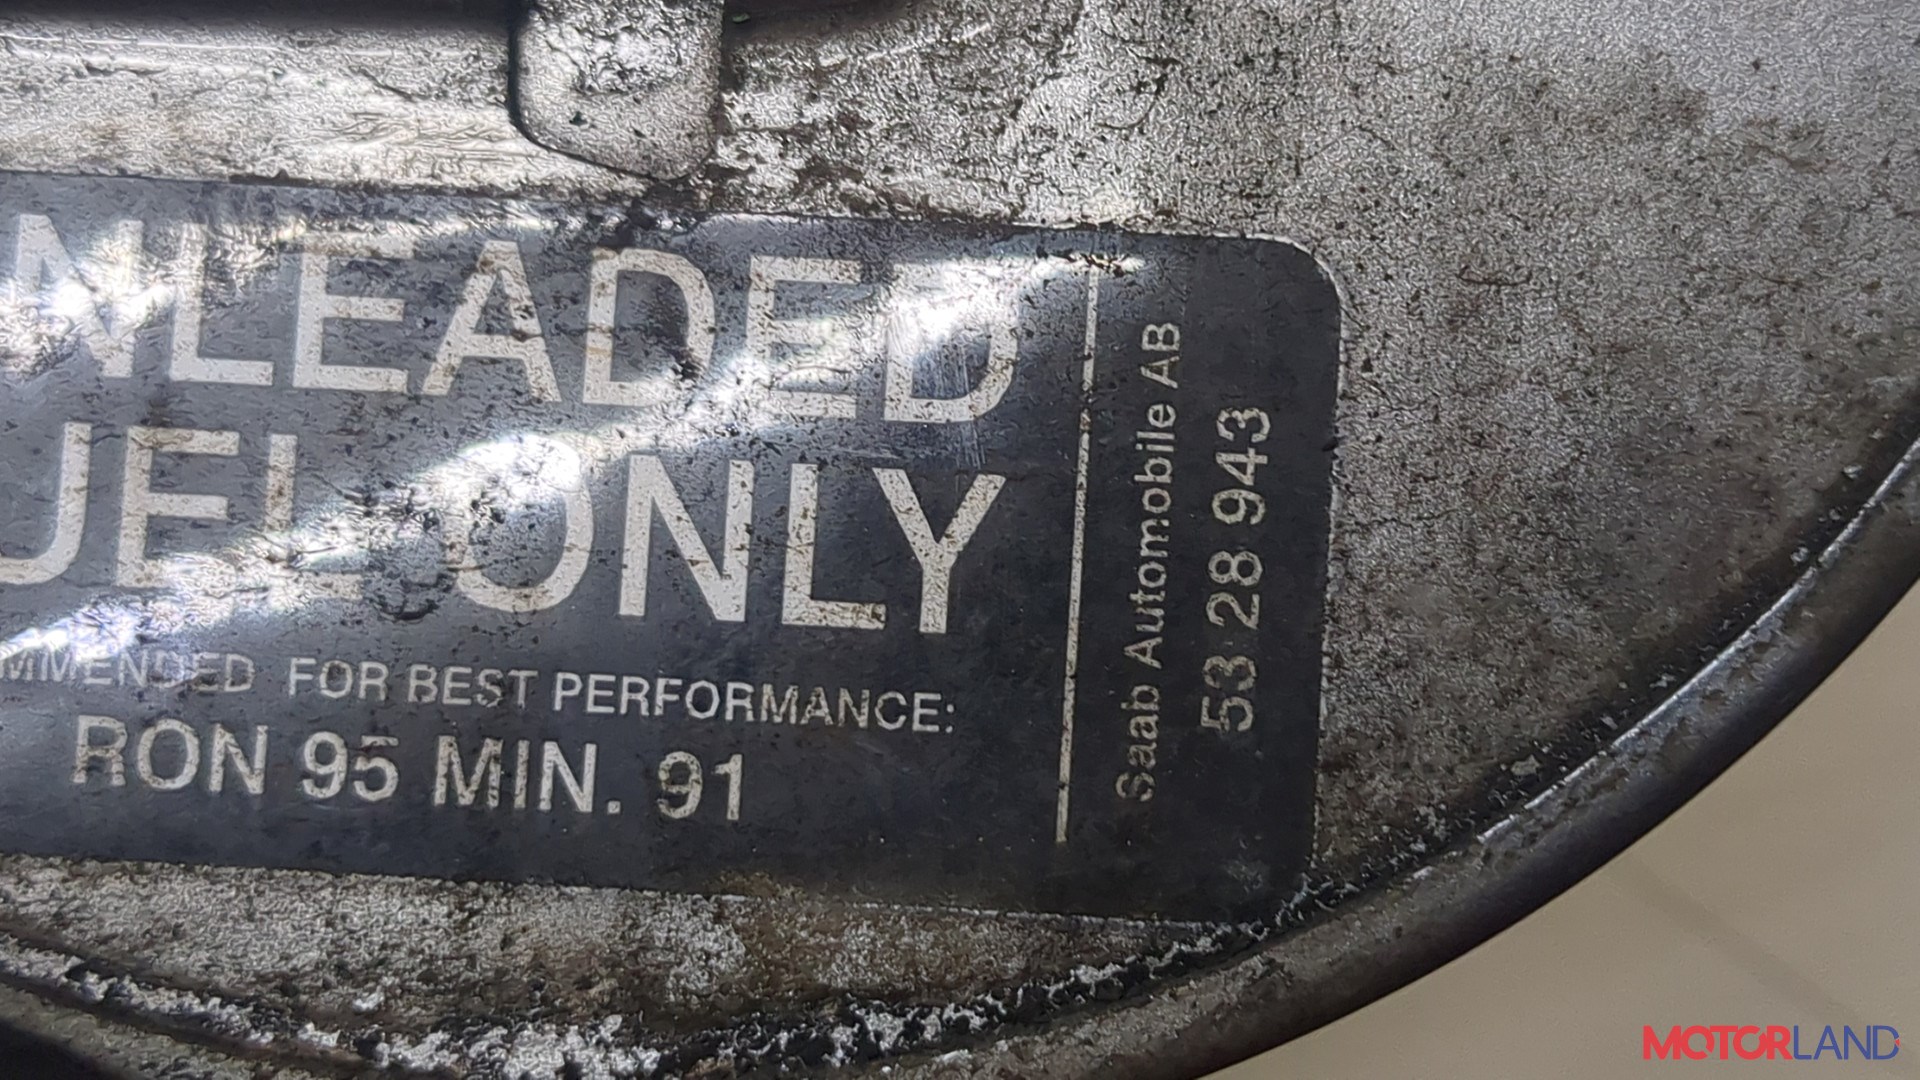 NLEADED
UEL ONLY
MMENDED FOR BEST PERFORMANCE:
RON 95 MIN. 91
Saab Automobile AB
53 28 943
MOTORLAND